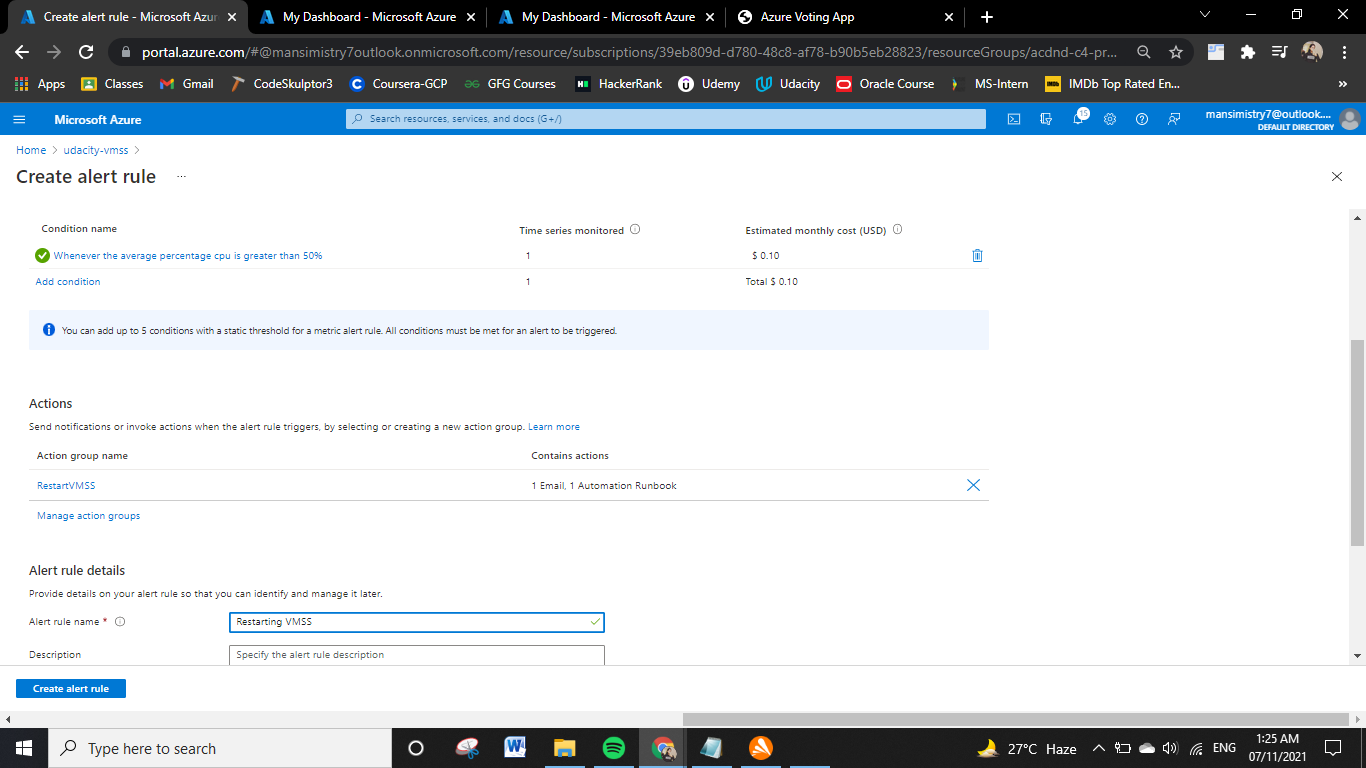 Create alert rule - Microsoft Azur
My Dashboard - Microsoft Azure
My Dashboard - Microsoft Azure
Azure Voting App
portal.azure.com/#@mansimistry7outlook.onmicrosoft.com/resource/subscriptions/39eb809d-d780-48c8-af78-b90b5eb28823/resourceGroups/acdnd-c4-pr...
Apps Classes Gmail CodeSkulptor3 Coursera-GCP GFG Courses HackerRank Udemy Udacity Oracle Course MS-Intern IMDb Top Rated En...
Microsoft Azure
Search resources, services, and docs (G+/)
15
mansimistry7@outlook....
DEFAULT DIRECTORY
Home > udacity-vmss >
Create alert rule ...
Condition name Time series monitored Estimated monthly cost (USD)
Whenever the average percentage cpu is greater than 50% 1 $ 0.10
Add condition 1 Total $ 0.10
You can add up to 5 conditions with a static threshold for a metric alert rule. All conditions must be met for an alert to be triggered.
Actions
Send notifications or invoke actions when the alert rule triggers, by selecting or creating a new action group. Learn more
Action group name Contains actions
RestartVMSS 1 Email, 1 Automation Runbook
Manage action groups
Alert rule details
Provide details on your alert rule so that you can identify and manage it later.
Alert rule name * Restarting VMSS
Description Specify the alert rule description
Create alert rule
Type here to search
27°C Haze
ENG
1:25 AM
07/11/2021